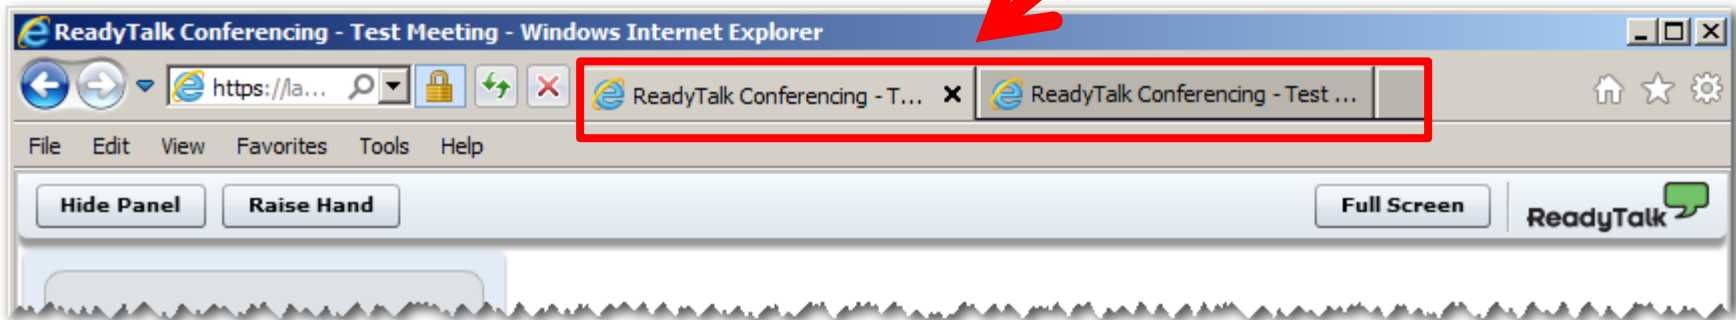 ReadyTalk Conferencing - Test Meeting - Windows Internet Explorer
https://la... ReadyTalk Conferencing - T... ReadyTalk Conferencing - Test ...
File Edit View Favorites Tools Help
Hide Panel Raise Hand Full Screen ReadyTalk